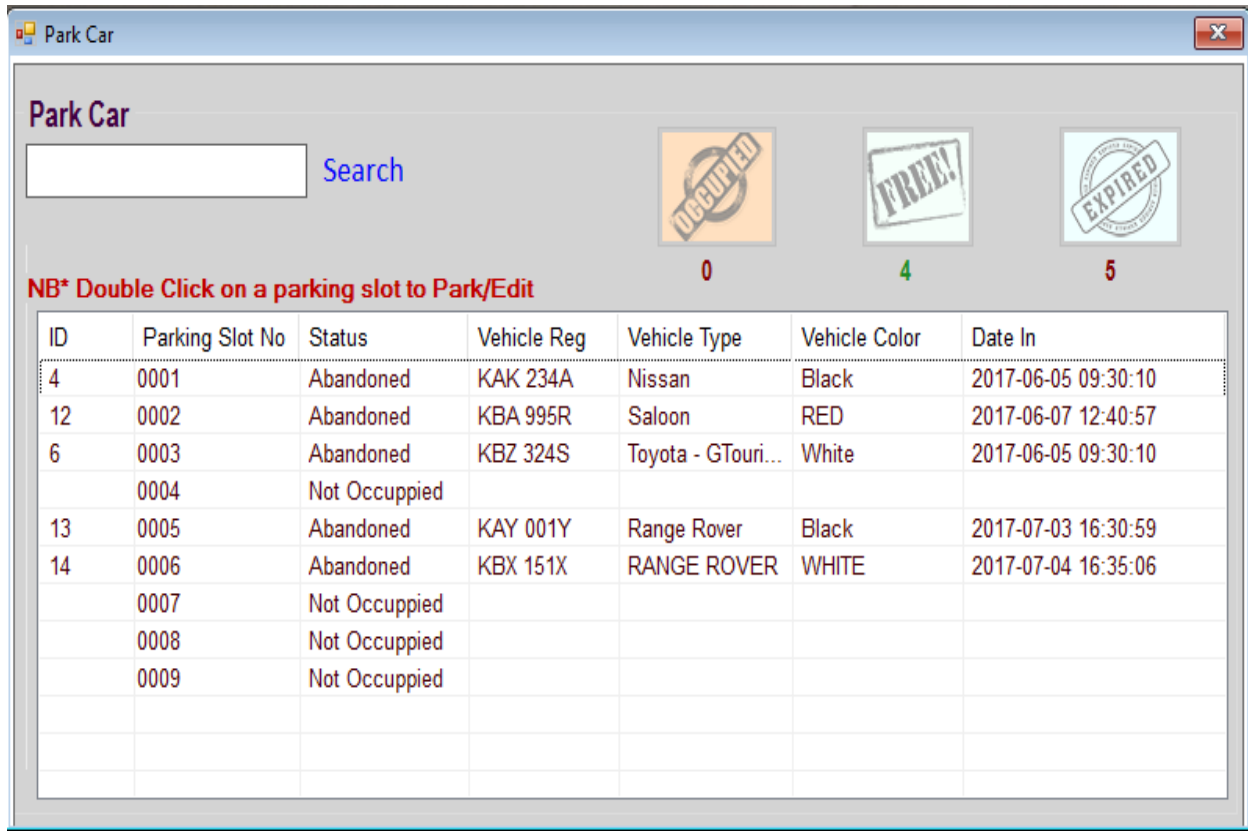 Park Car
Park Car
Search
OCCUPIED
FREE!
EXPIRED
0 4 5
NB* Double Click on a parking slot to Park/Edit
ID Parking Slot No Status Vehicle Reg Vehicle Type Vehicle Color Date In
4 0001 Abandoned KAK 234A Nissan Black 2017-06-05 09:30:10
12 0002 Abandoned KBA 995R Saloon RED 2017-06-07 12:40:57
6 0003 Abandoned KBZ 324S Toyota - GTouri... White 2017-06-05 09:30:10
0004 Not Occuppied
13 0005 Abandoned KAY 001Y Range Rover Black 2017-07-03 16:30:59
14 0006 Abandoned KBX 151X RANGE ROVER WHITE 2017-07-04 16:35:06
0007 Not Occuppied
0008 Not Occuppied
0009 Not Occuppied